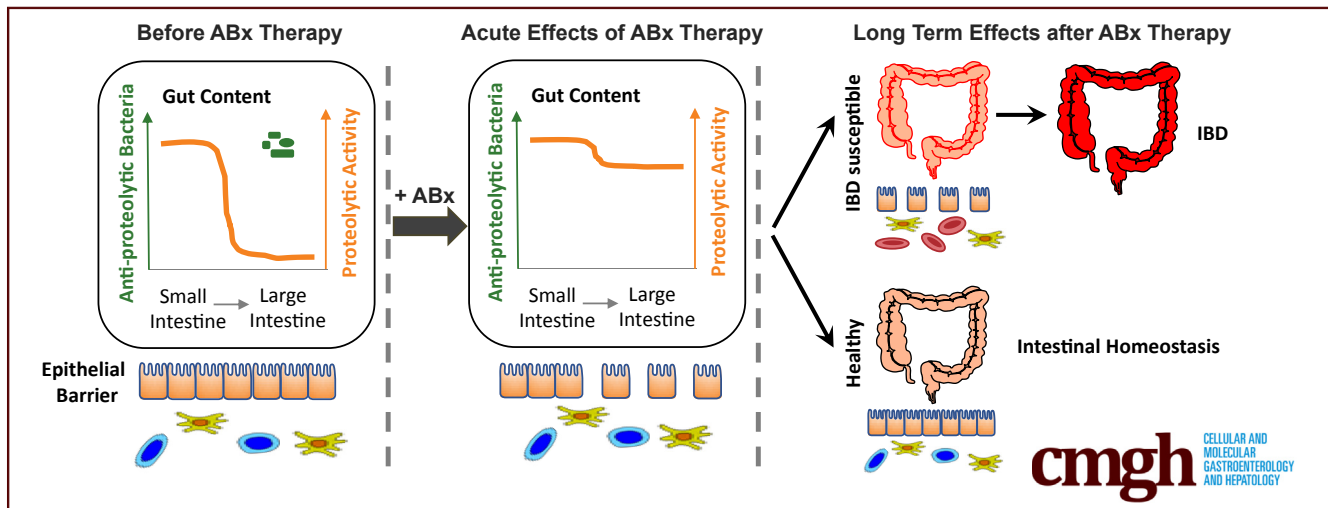 Before ABx Therapy
Gut Content
Anti-proteolytic Bacteria
Proteolytic Activity
Small
Intestine
Large
Intestine
Epithelial
Barrier
+ ABx
Acute Effects of ABx Therapy
Gut Content
Anti-proteolytic Bacteria
Proteolytic Activity
Small
Intestine
Large
Intestine
Long Term Effects after ABx Therapy
IBD susceptible
IBD
Healthy
Intestinal Homeostasis
cmgh
CELLULAR AND
MOLECULAR
GASTROENTEROLOGY
AND HEPATOLOGY